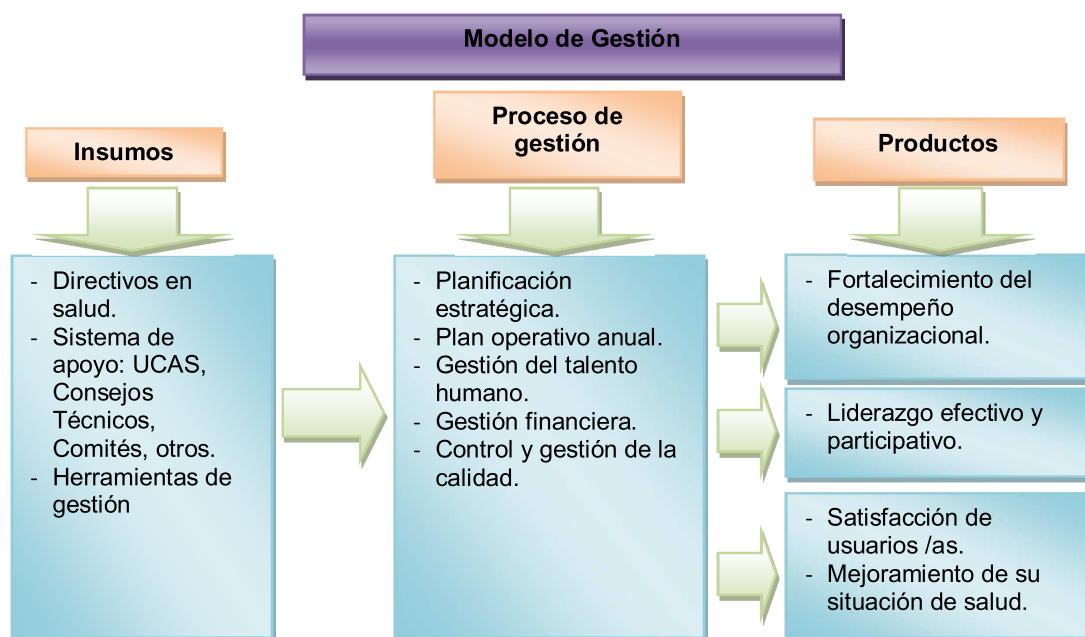 Modelo de Gestión
Insumos
- Directivos en
salud.
- Sistema de
apoyo: UCAS,
Consejos
Técnicos,
Comités, otros.
- Herramientas de
gestión
Proceso de
gestión
- Planificación
estratégica.
- Plan operativo anual.
- Gestión del talento
humano.
- Gestión financiera.
- Control y gestión de la
calidad.
Productos
- Fortalecimiento del
desempeño
organizacional.
- Liderazgo efectivo y
participativo.
- Satisfacción de
usuarios /as.
- Mejoramiento de su
situación de salud.